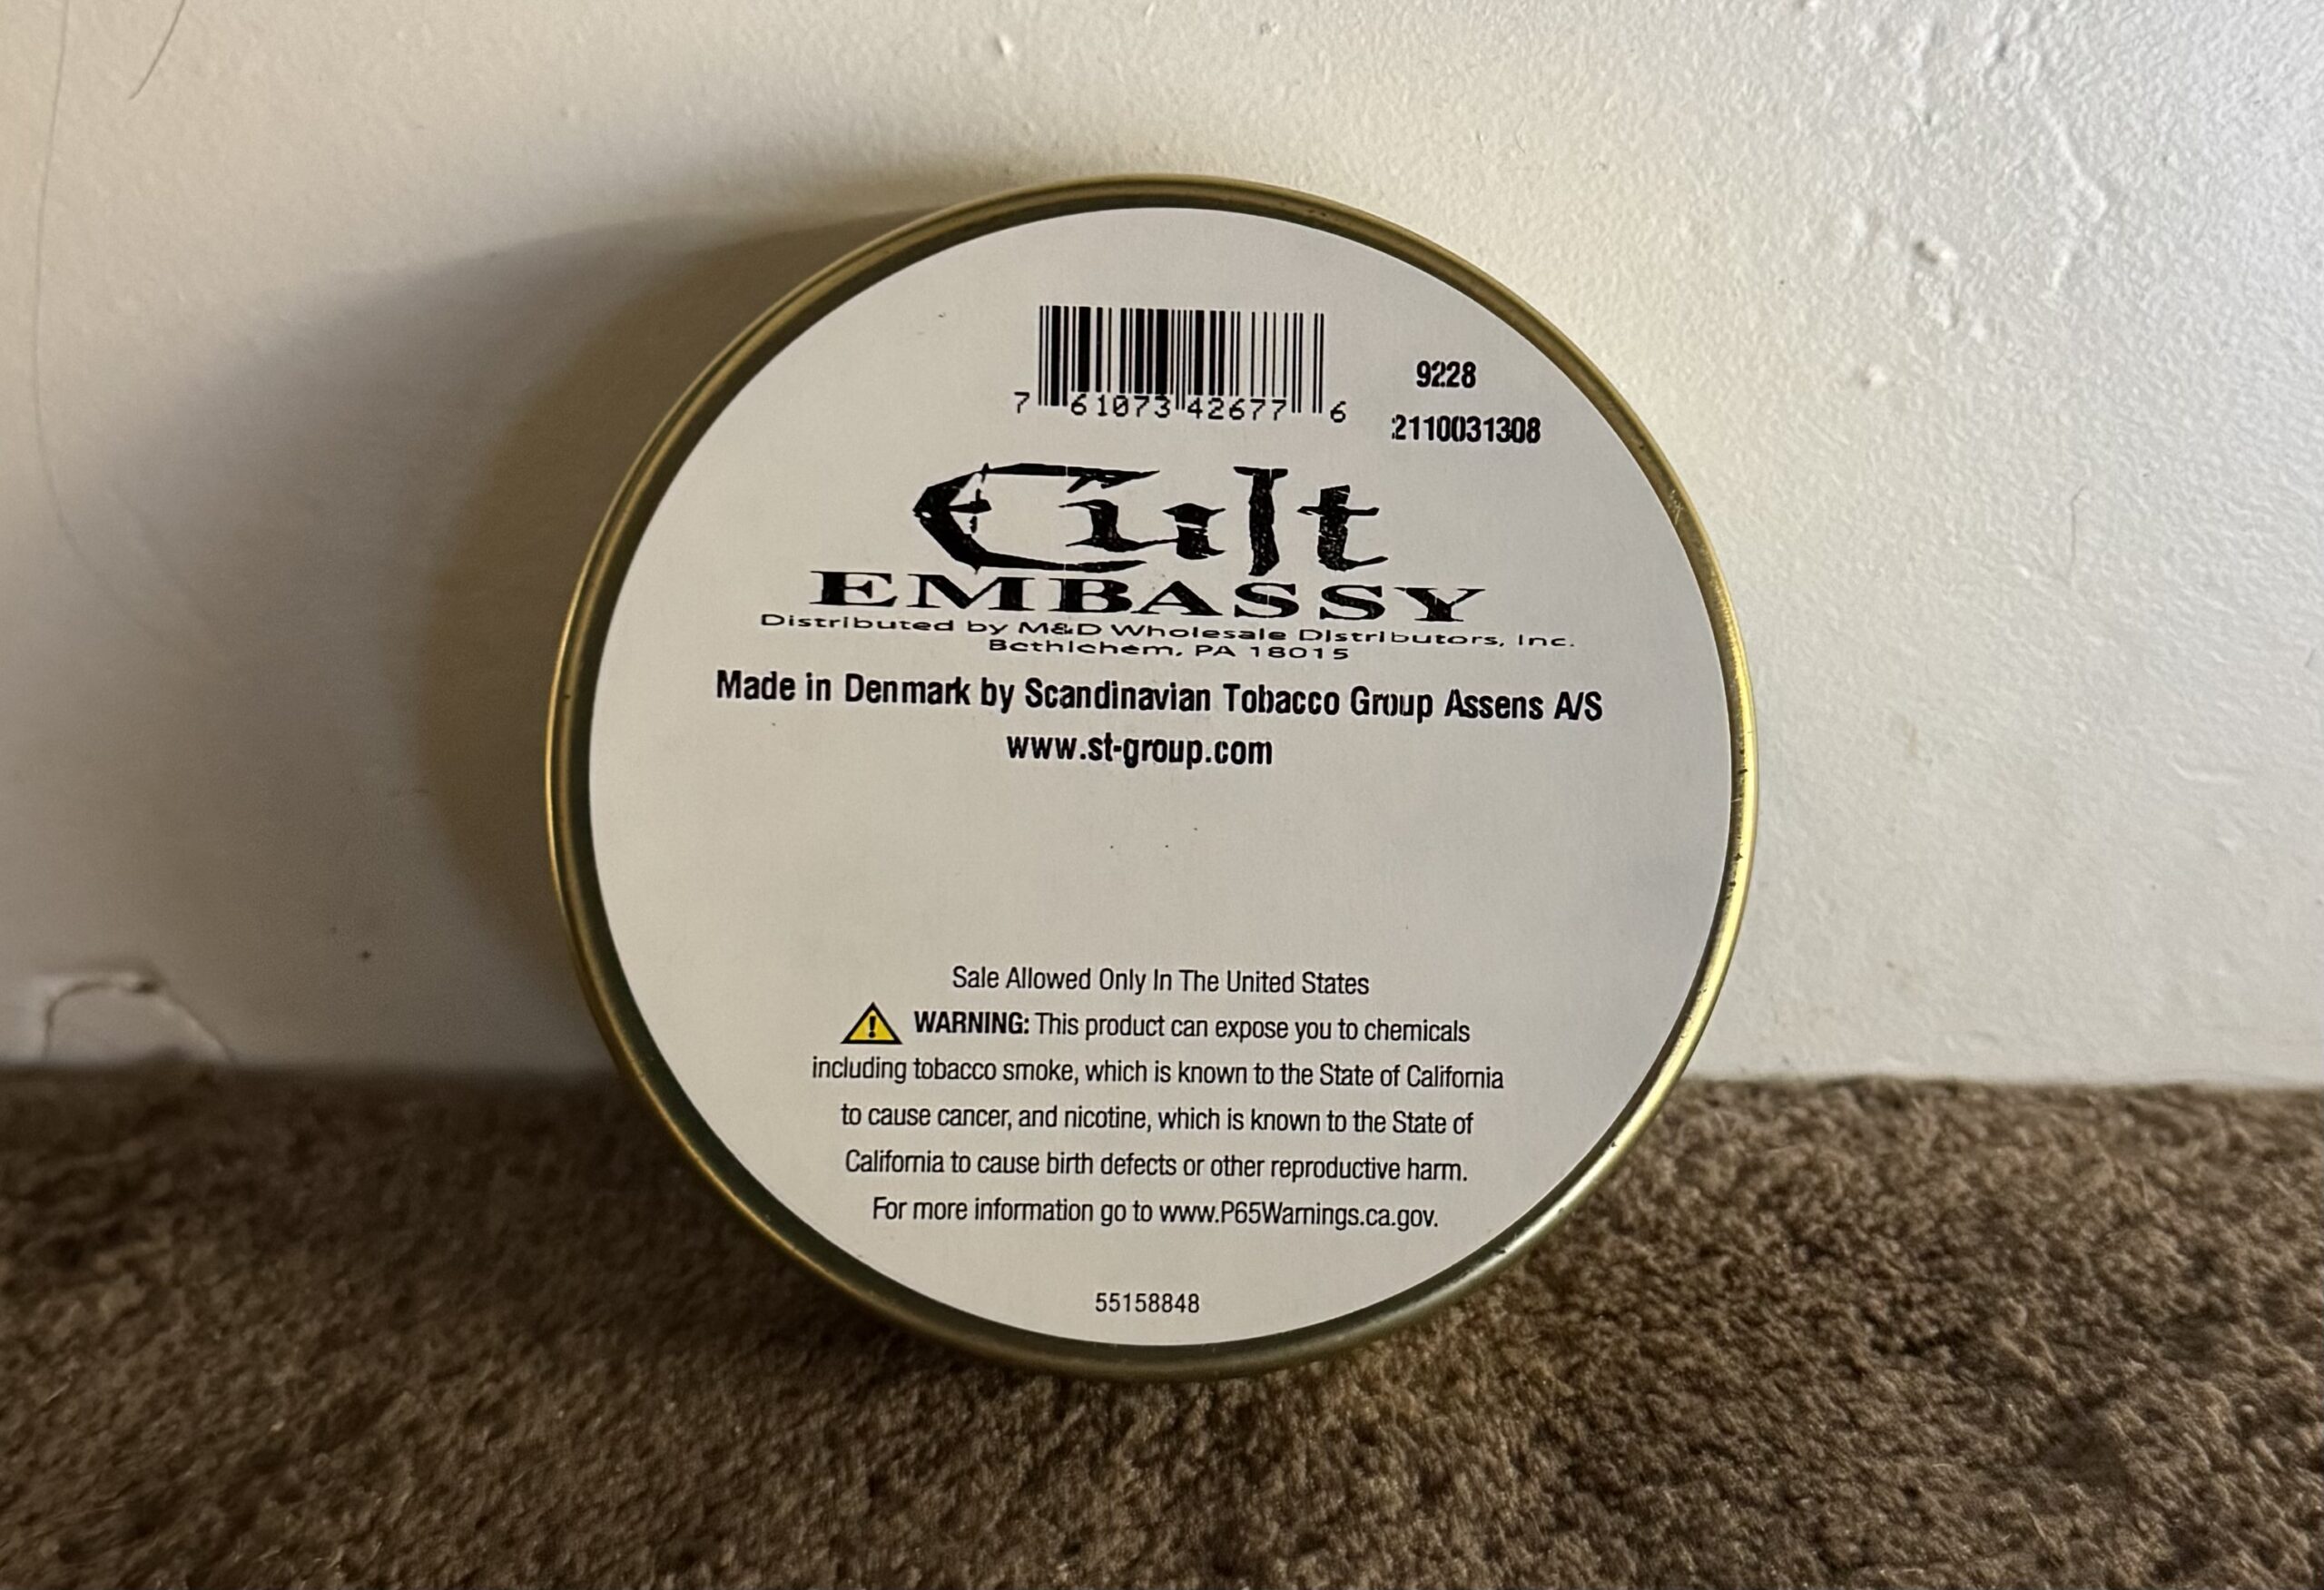 7 61073 42677 6
9228
2110031308
Cult
EMBASSY
Distributed by M&D Wholesale Distributors, Inc.
Bethlehem, PA 18015
Made in Denmark by Scandinavian Tobacco Group Assens A/S
www.st-group.com
Sale Allowed Only In The United States
WARNING: This product can expose you to chemicals
including tobacco smoke, which is known to the State of California
to cause cancer, and nicotine, which is known to the State of
California to cause birth defects or other reproductive harm.
For more information go to www.P65Warnings.ca.gov.
55158848